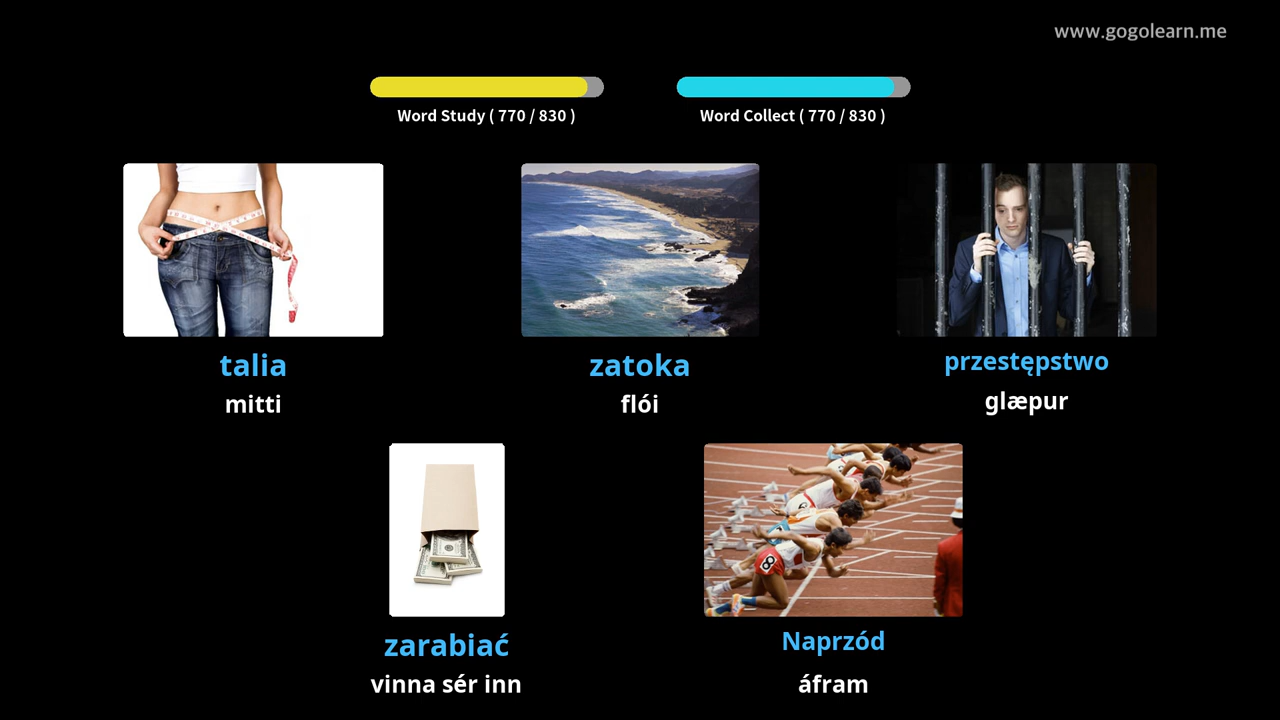 www.gogolearn.me
Word Study ( 770 / 830 )
Word Collect ( 770 / 830 )
talia
mitti
zatoka
flói
przestępstwo
glæpur
zarabiać
vinna sér inn
Naprzód
áfram